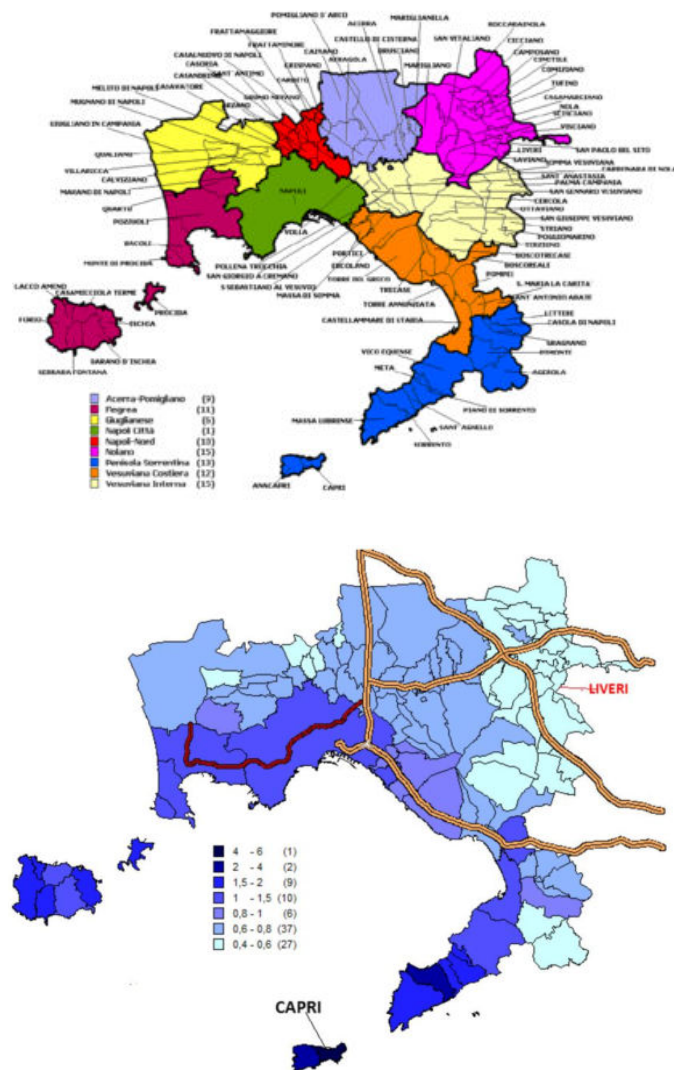 POMIGLIANO D'ARCO
MARIGLIANELLA
ACERRA
FRATTAMAGGIORE
CASTELLO DI CISTERNA
ROCCARAINOLA
FRATTAMINORE
BRUSCIANO
SAN VITALIANO
CICCIANO
CASALNUOVO DI NAPOLI
CAIVANO
MARIGLIANO
CAMPOSANO
CASORIA
CRISPANO
AFRAGOLA
CIMITILE
CASANDRINO
SANT'ANTIMO
CARDITO
COMIZIANO
MELITO DI NAPOLI
CASAVATORE
GRUMO NEVANO
TUFINO
MUGNANO DI NAPOLI
ARZANO
CASAMARCIANO
GIUGLIANO IN CAMPANIA
NOLA
SCISCIANO
QUALIANO
VISCIANO
VILLARICCA
LIVERI
SAN PAOLO BEL SITO
CALVIZZANO
SAVIANO
SOMMA VESUVIANA
MARANO DI NAPOLI
CARBONARA DI NOLA
SANT'ANASTASIA
QUARTO
NAPOLI
PALMA CAMPANIA
SAN GENNARO VESUVIANO
POZZUOLI
CERCOLA
OTTAVIANO
VOLLA
SAN GIUSEPPE VESUVIANO
BACOLI
STRIANO
POGGIOMARINO
MONTE DI PROCIDA
POLLENA TROCCHIA
PORTICI
TERZIGNO
SAN GIORGIO A CREMANO
ERCOLANO
BOSCOTRECASE
LACCO AMENO
S SEBASTIANO AL VESUVIO
TORRE DEL GRECO
BOSCOREALE
CASAMICCIOLA TERME
MASSA DI SOMMA
TRECASE
POMPEI
S. MARIA LA CARITA'
PROCIDA
TORRE ANNUNZIATA
SANT'ANTONIO ABATE
FORIO
ISCHIA
CASTELLAMMARE DI STABIA
LETTERE
CASOLA DI NAPOLI
BARANO D'ISCHIA
GRAGNANO
SERRARA FONTANA
VICO EQUENSE
PIMONTE
META
AGEROLA
PIANO DI SORRENTO
MASSA LUBRENSE
SANT'AGNELLO
SORRENTO
ANACAPRI
CAPRI
Acerra-Pomigliano (9)
Flegrea (11)
Giuglianese (6)
Napoli Città (1)
Napoli-Nord (10)
Nolano (15)
Penisola Sorrentina (13)
Vesuviana Costiera (12)
Vesuviana Interna (15)
LIVERI
4 - 6 (1)
2 - 4 (2)
1,5 - 2 (9)
1 - 1,5 (10)
0,8 - 1 (6)
0,6 - 0,8 (37)
0,4 - 0,6 (27)
CAPRI